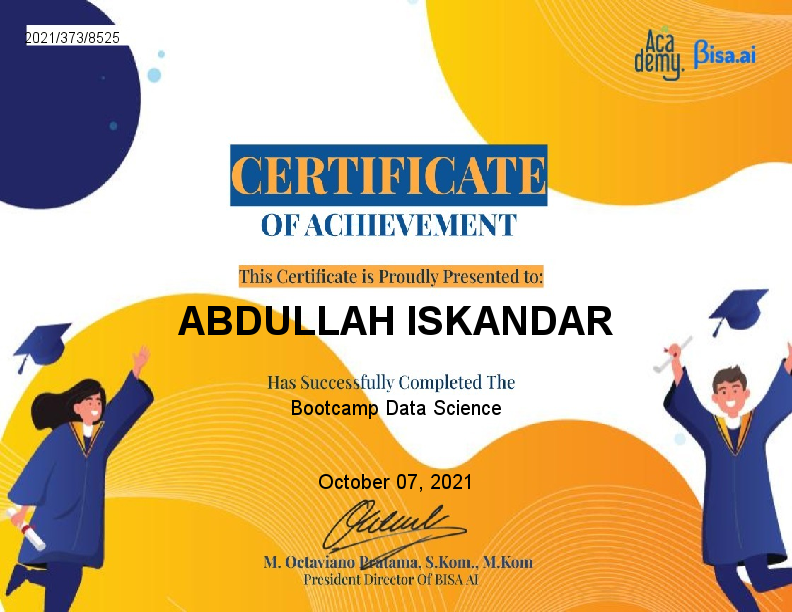 2021/373/8525
Aca
demy.
βisa.ai
CERTIFICATE
OF ACHIEVEMENT
This Certificate is Proudly Presented to:
ABDULLAH ISKANDAR
Has Successfully Completed The
Bootcamp Data Science
October 07, 2021
M. Octaviano Pratama, S.Kom., M.Kom
President Director Of BISA AI